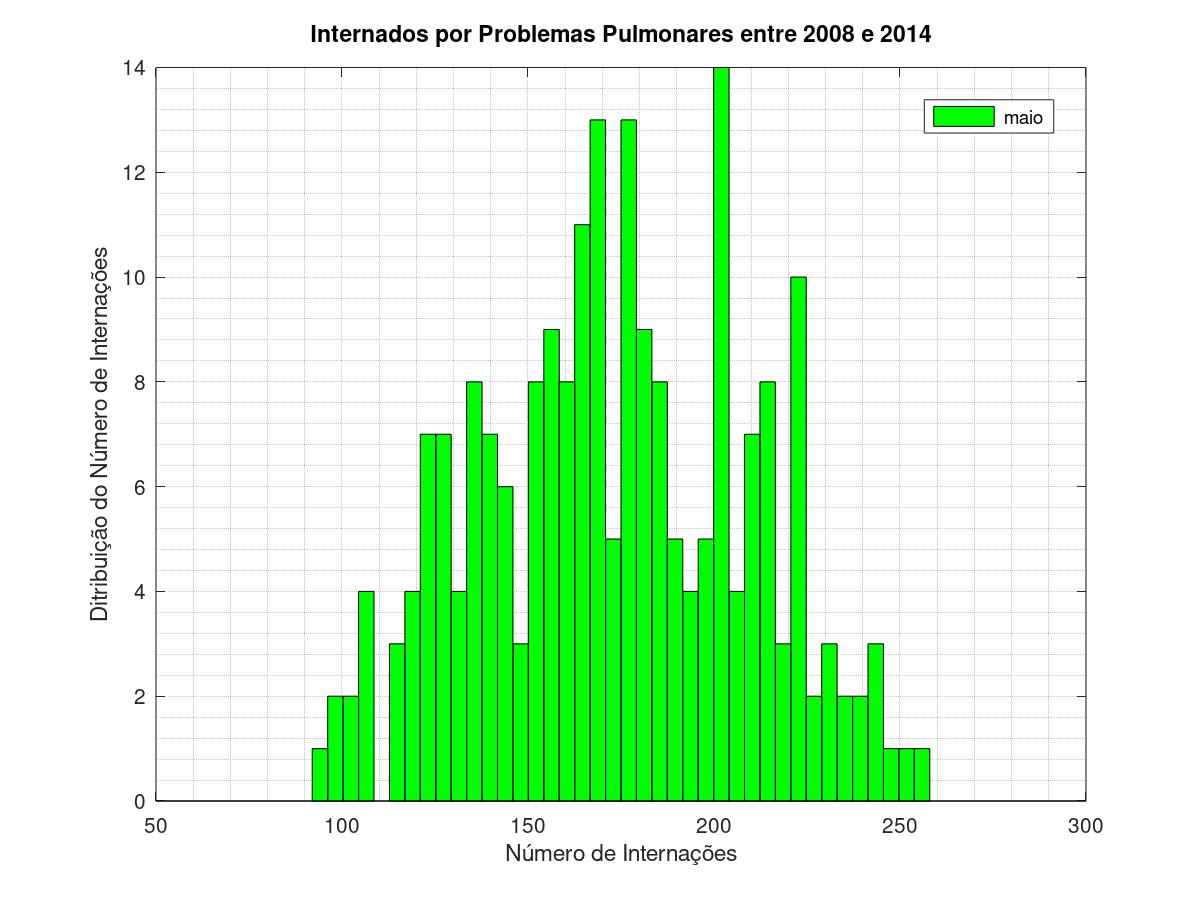 Internados por Problemas Pulmonares entre 2008 e 2014
14
12
10
8
6
4
2
0
Ditribuição do Número de Internações
maio
50 100 150 200 250 300
Número de Internações